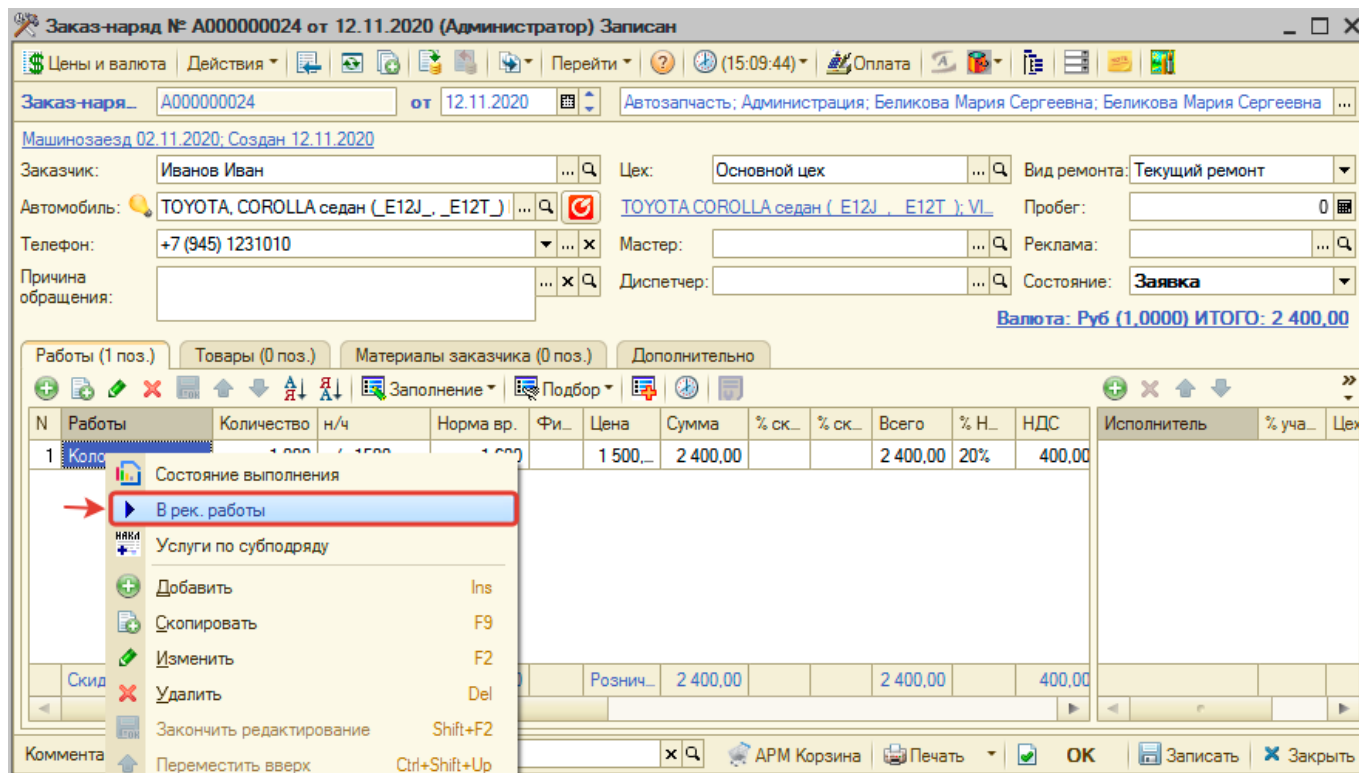 Заказ-наряд № А000000024 от 12.11.2020 (Администратор) Записан
Цены и валюта Действия Перейти (15:09:44) Оплата
Заказ-наря... А000000024 от 12.11.2020 Автозапчасть; Администрация; Беликова Мария Сергеевна; Беликова Мария Сергеевна ...
Машинозаезд 02.11.2020; Создан 12.11.2020
Заказчик: Иванов Иван ... Цех: Основной цех ... Вид ремонта: Текущий ремонт
Автомобиль: TOYOTA, COROLLA седан (_E12J_, _E12T_) ... TOYOTA COROLLA седан (_E12J_, _E12T_); VI... Пробег: 0
Телефон: +7 (945) 1231010 ... x Мастер: ... Реклама: ...
Причина обращения: ... x Диспетчер: ... Состояние: Заявка
Валюта: Руб (1,0000) ИТОГО: 2 400,00
Работы (1 поз.) Товары (0 поз.) Материалы заказчика (0 поз.) Дополнительно
Заполнение Подбор
N Работы Количество н/ч Норма вр. Фи... Цена Сумма % ск... % ск... Всего % Н... НДС Исполнитель % уча... Цех
1 1 500,... 2 400,00 2 400,00 20% 400,00
Состояние выполнения
В рек. работы
Услуги по субподряду
Добавить Ins
Скопировать F9
Изменить F2
Удалить Del
Закончить редактирование Shift+F2
Переместить вверх Ctrl+Shift+Up
Скид Рознич... 2 400,00 2 400,00 400,00
Коммента x АРМ Корзина Печать OK Записать Закрыть